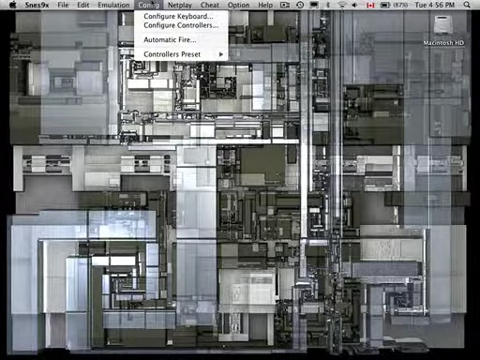 Snes9x File Edit Emulation Config Netplay Cheat Option Help (87%) Tue 4:56 PM
Configure Keyboard...
Configure Controllers...
Automatic Fire...
Controllers Preset
Macintosh HD